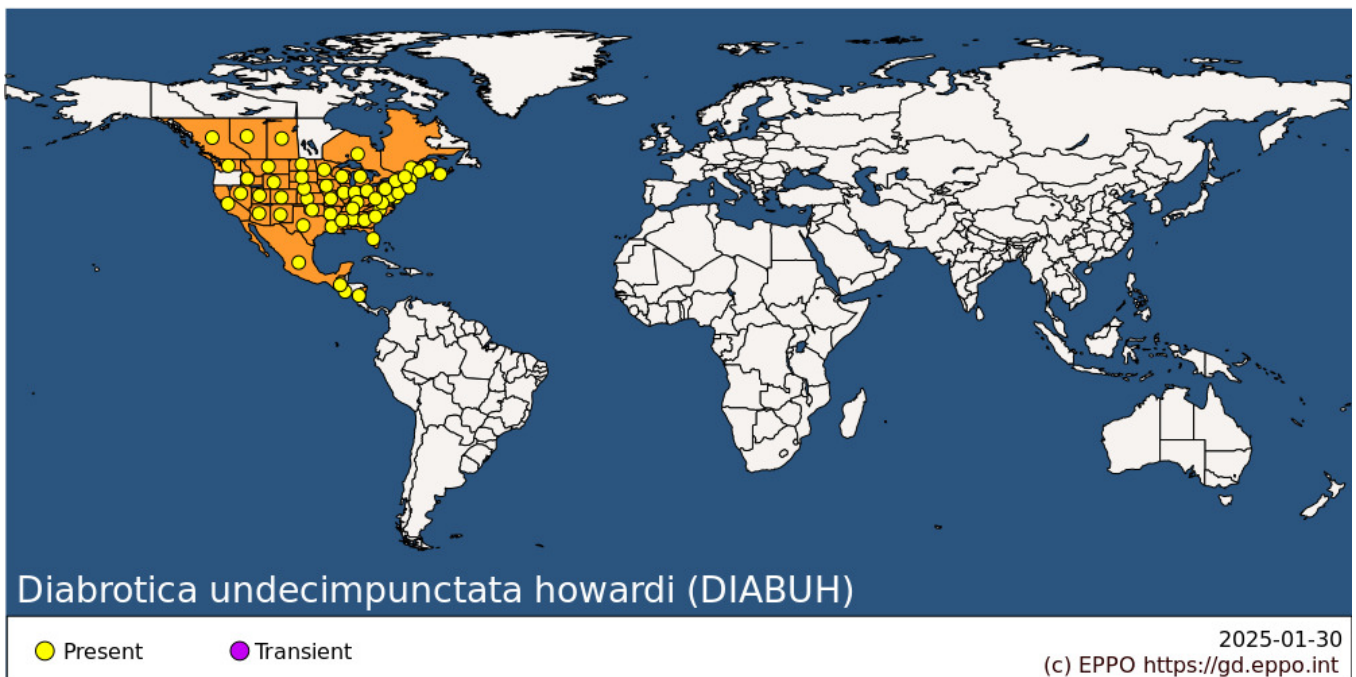 Diabrotica undecimpunctata howardi (DIABUH)
Present
Transient
2025-01-30
(c) EPPO https://gd.eppo.int